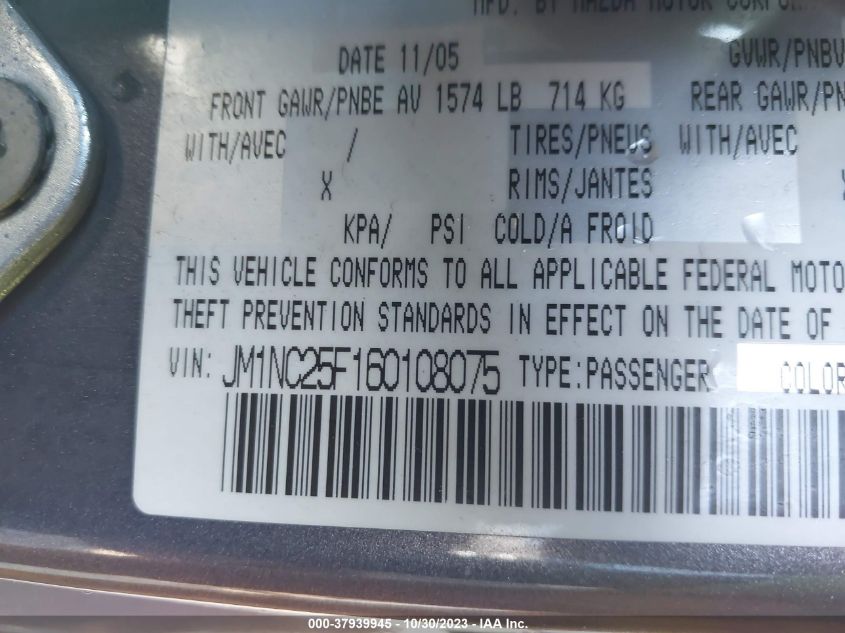 MFD. BY MAZDA MOTOR
DATE 11/05 GVWR/PNBV
FRONT GAWR/PNBE AV 1574 LB 714 KG REAR GAWR/PN
WITH/AVEC / TIRES/PNEUS WITH/AVEC
X RIMS/JANTES
KPA/ PSI COLD/A FROID
THIS VEHICLE CONFORMS TO ALL APPLICABLE FEDERAL MOTO
THEFT PREVENTION STANDARDS IN EFFECT ON THE DATE OF
VIN: JM1NC25F160108075 TYPE:PASSENGER COLOR
000-37939945 - 10/30/2023 - IAA Inc.